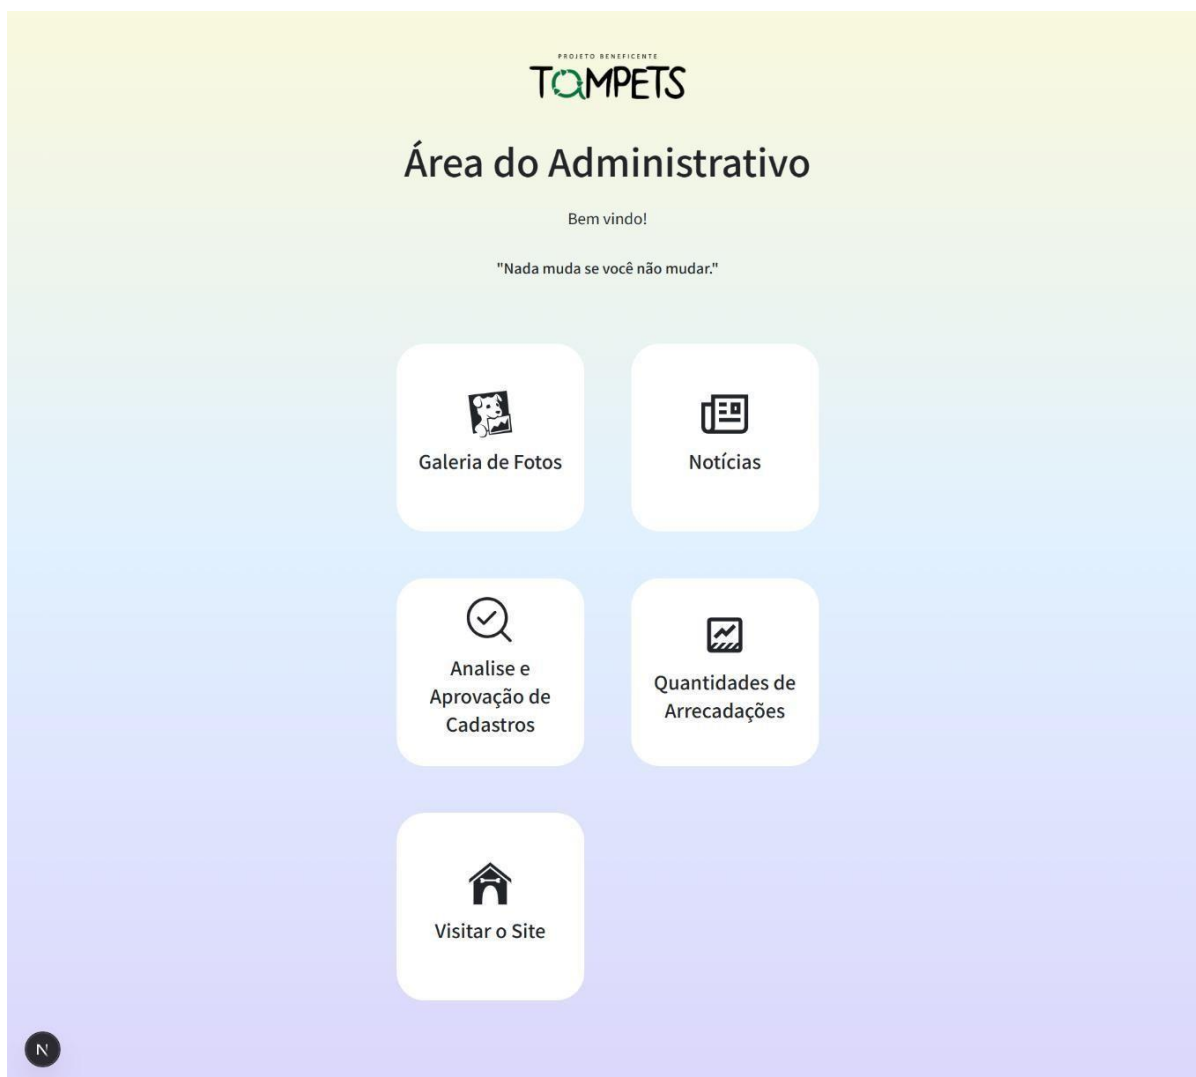 PROJETO BENEFICENTE
TAMPETS
Área do Administrativo
Bem vindo!
"Nada muda se você não mudar."
Galeria de Fotos
Notícias
Analise e
Aprovação de
Cadastros
Quantidades de
Arrecadações
Visitar o Site
N